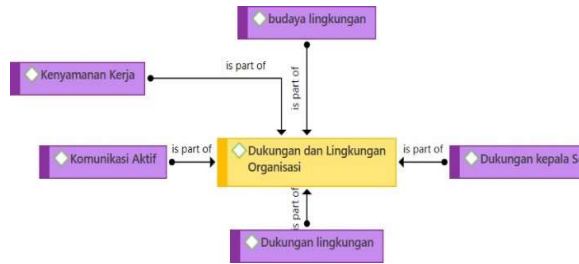 budaya lingkungan
is part of
Kenyamanan Kerja
is part of
Komunikasi Aktif
is part of
Dukungan dan Lingkungan
Organisasi
is part of
Dukungan kepala
is part of
Dukungan lingkungan